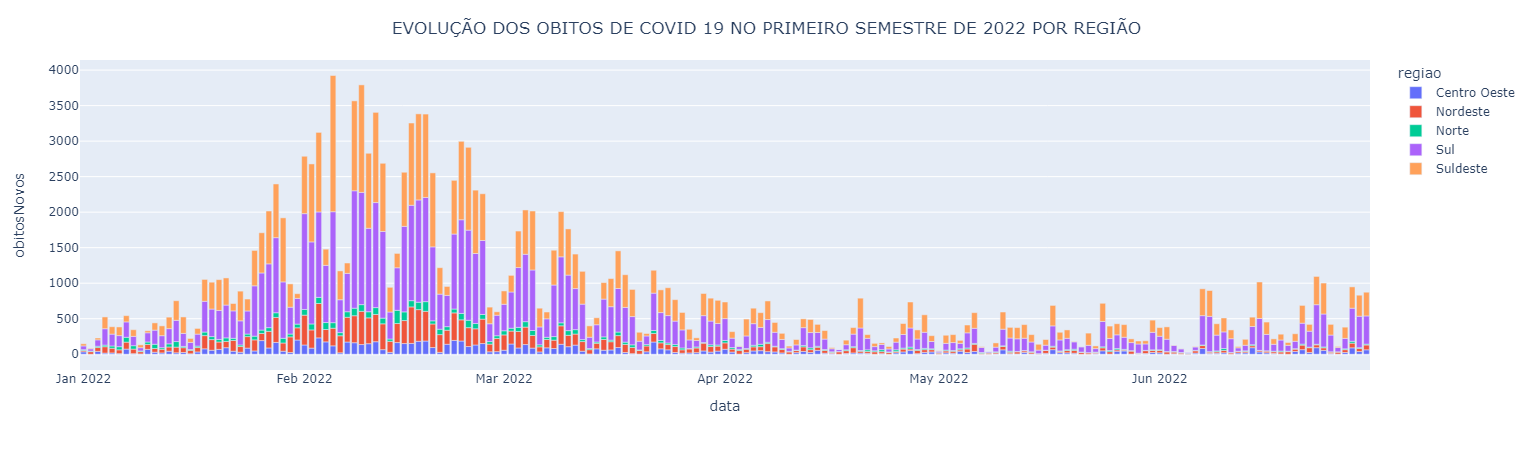 EVOLUÇÃO DOS OBITOS DE COVID 19 NO PRIMEIRO SEMESTRE DE 2022 POR REGIÃO
regiao
Centro Oeste
Nordeste
Norte
Sul
Suldeste
obitosNovos
4000
3500
3000
2500
2000
1500
1000
500
0
Jan 2022 Feb 2022 Mar 2022 Apr 2022 May 2022 Jun 2022
data